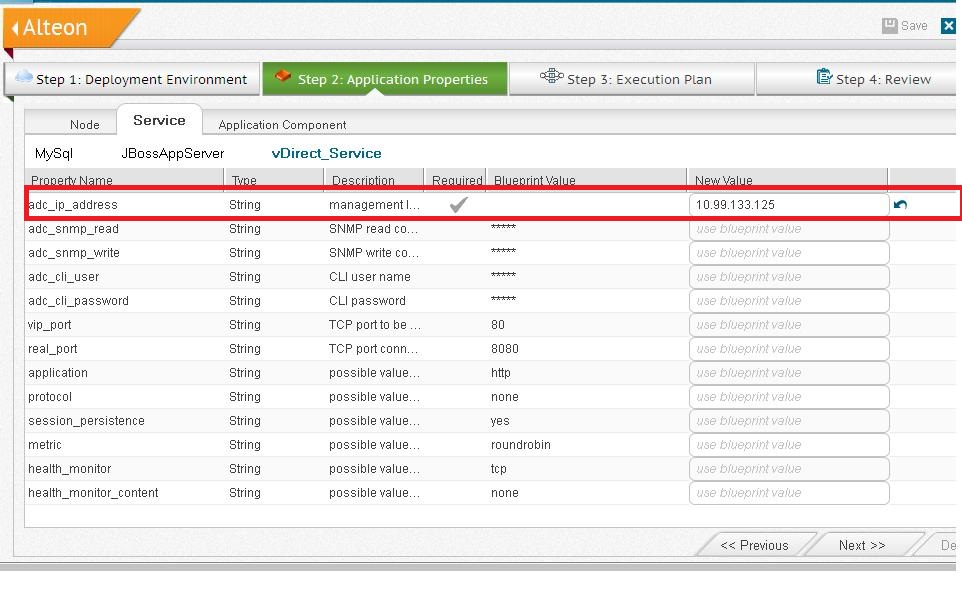 Alteon
Save
Step 1: Deployment Environment Step 2: Application Properties Step 3: Execution Plan Step 4: Review
Node Service Application Component
MySql JBossAppServer vDirect_Service
Property Name Type Description Required Blueprint Value New Value
adc_ip_address String management I... 10.99.133.125
adc_snmp_read String SNMP read co... ***** use blueprint value
adc_snmp_write String SNMP write co... ***** use blueprint value
adc_cli_user String CLI user name ***** use blueprint value
adc_cli_password String CLI password ***** use blueprint value
vip_port String TCP port to be ... 80 use blueprint value
real_port String TCP port conn... 8080 use blueprint value
application String possible value... http use blueprint value
protocol String possible value... none use blueprint value
session_persistence String possible value... yes use blueprint value
metric String possible value... roundrobin use blueprint value
health_monitor String possible value... tcp use blueprint value
health_monitor_content String possible value... none use blueprint value
<< Previous Next >> De